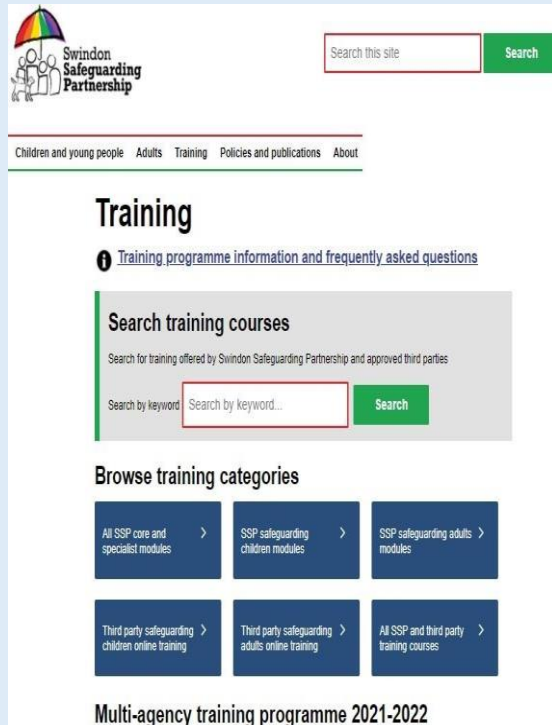 Swindon
Safeguarding
Partnership
Search this site
Search
Children and young people Adults Training Policies and publications About
Training
Training programme information and frequently asked questions
Search training courses
Search for training offered by Swindon Safeguarding Partnership and approved third parties
Search by keyword Search by keyword... Search
Browse training categories
All SSP core and
specialist modules
SSP safeguarding
children modules
SSP safeguarding adults
modules
Third party safeguarding
children online training
Third party safeguarding
adults online training
All SSP and third party
training courses
Multi-agency training programme 2021-2022